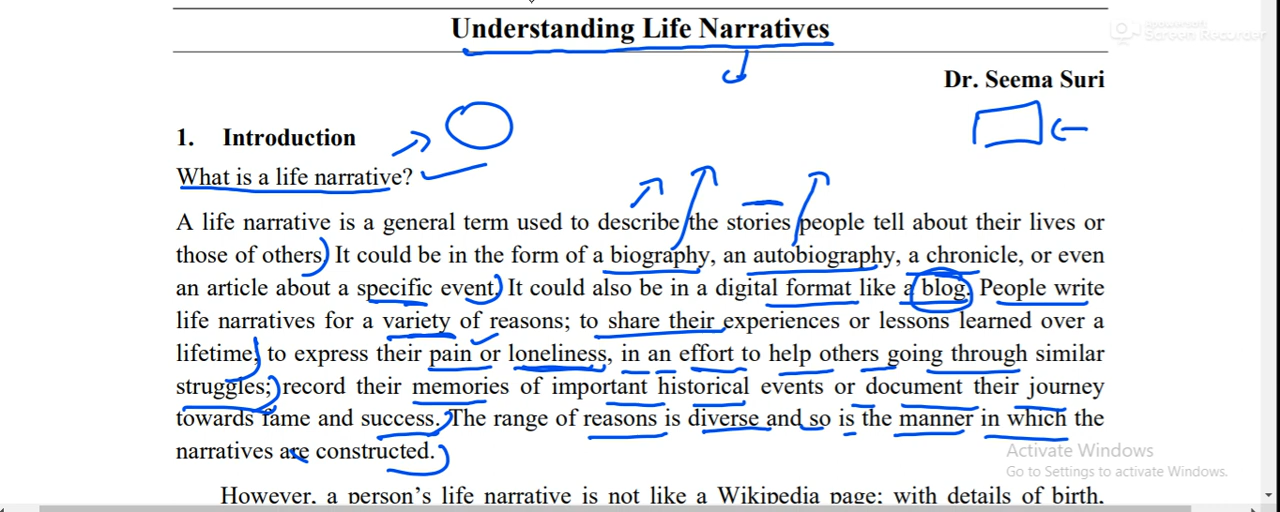 Understanding Life Narratives
Dr. Seema Suri
1. Introduction
What is a life narrative?
A life narrative is a general term used to describe the stories people tell about their lives or
those of others. It could be in the form of a biography, an autobiography, a chronicle, or even
an article about a specific event. It could also be in a digital format like a blog. People write
life narratives for a variety of reasons; to share their experiences or lessons learned over a
lifetime; to express their pain or loneliness, in an effort to help others going through similar
struggles; record their memories of important historical events or document their journey
towards fame and success. The range of reasons is diverse and so is the manner in which the
narratives are constructed.
However, a person's life narrative is not like a Wikipedia page; with details of birth,
Screen Recorder
Activate Windows
Go to Settings to activate Windows.